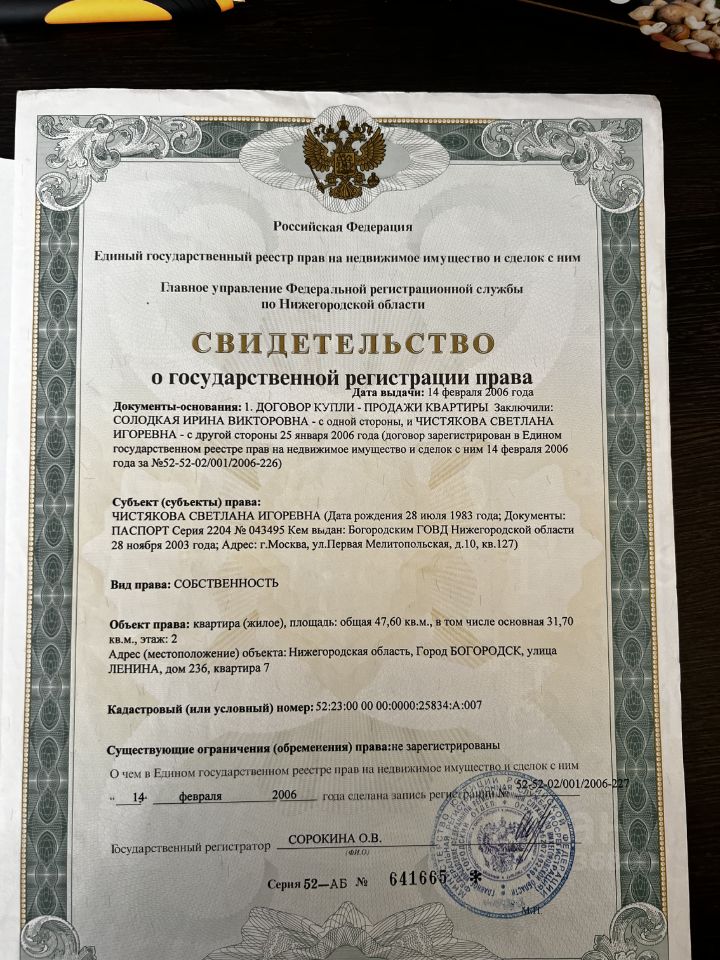 Российская Федерация
Единый государственный реестр прав на недвижимое имущество и сделок с ним
Главное управление Федеральной регистрационной службы
по Нижегородской области
СВИДЕТЕЛЬСТВО
о государственной регистрации права
Дата выдачи: 14 февраля 2006 года
Документы-основания: 1. ДОГОВОР КУПЛИ - ПРОДАЖИ КВАРТИРЫ Заключили:
СОЛОДКАЯ ИРИНА ВИКТОРОВНА - с одной стороны, и ЧИСТЯКОВА СВЕТЛАНА
ИГОРЕВНА - с другой стороны 25 января 2006 года (договор зарегистрирован в Едином
государственном реестре прав на недвижимое имущество и сделок с ним 14 февраля 2006
года за №52-52-02/001/2006-226)
Субъект (субъекты) права:
ЧИСТЯКОВА СВЕТЛАНА ИГОРЕВНА (Дата рождения 28 июля 1983 года; Документы:
ПАСПОРТ Серия 2204 № 043495 Кем выдан: Богородским ГОВД Нижегородской области
28 ноября 2003 года; Адрес: г.Москва, ул.Первая Мелитопольская, д.10, кв.127)
Вид права: СОБСТВЕННОСТЬ
Объект права: квартира (жилое), площадь: общая 47,60 кв.м., в том числе основная 31,70
кв.м., этаж: 2
Адрес (местоположение) объекта: Нижегородская область, Город БОГОРОДСК, улица
ЛЕНИНА, дом 236, квартира 7
Кадастровый (или условный) номер: 52:23:00 00 00:0000:25834:А:007
Существующие ограничения (обременения) права: не зарегистрированы
О чем в Едином государственном реестре прав на недвижимое имущество и сделок с ним
52-52-02/001/2006-227
" 14 " февраля 2006 года сделана запись регистрации №
Государственный регистратор СОРОКИНА О.В.
(Ф.И.О.)
Серия 52—АБ № 641665 *
М.П.